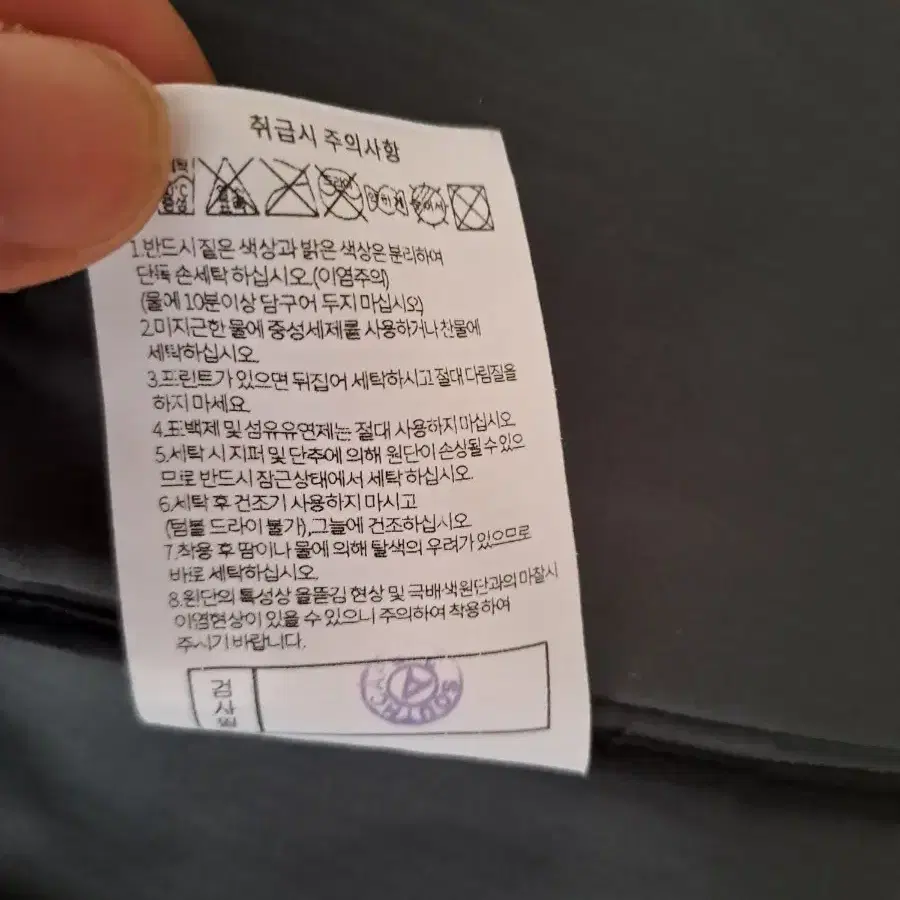 취급시 주의사항
드라이
약하게
1.반드시 짙은 색상과 밝은 색상은 분리하여
단독 손세탁 하십시오.(이염주의)
(물에 10분이상 담구어 두지 마십시오)
2.미지근한 물에 중성세제를 사용하거나 찬물에
세탁하십시오.
3.프린트가 있으면 뒤집어 세탁하시고 절대 다림질을
하지 마세요.
4.표백제 및 섬유유연제는 절대 사용하지마십시오
5.세탁 시 지퍼 및 단추에 의해 원단이 손상될 수 있으
므로 반드시 잠근상태에서 세탁 하십시오.
6.세탁 후 건조기 사용하지 마시고
(텀블 드라이 불가),그늘에 건조하십시오
7.착용 후 땀이나 물에 의해 탈색의 우려가 있으므로
바로 세탁하십시오.
8.원단의 특성상 올뜯김 현상 및 극배색원단과의 마찰시
이염현상이 있을 수 있으니 주의하여 착용하여
주시기 바랍니다.
검사필
A